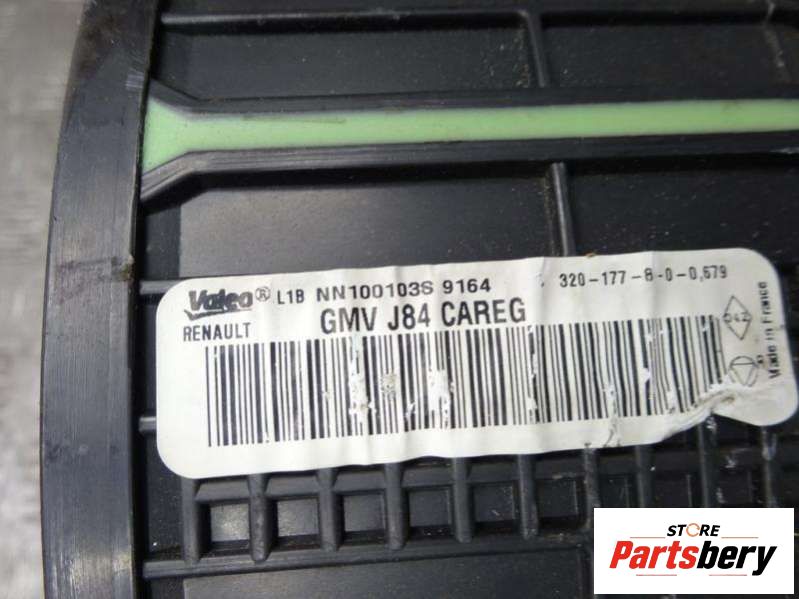 Valeo® L1B NN100103S 9164 320-177-8-0-0,679
RENAULT GMV J84 CAREG
Made in France
STORE
Partsbery